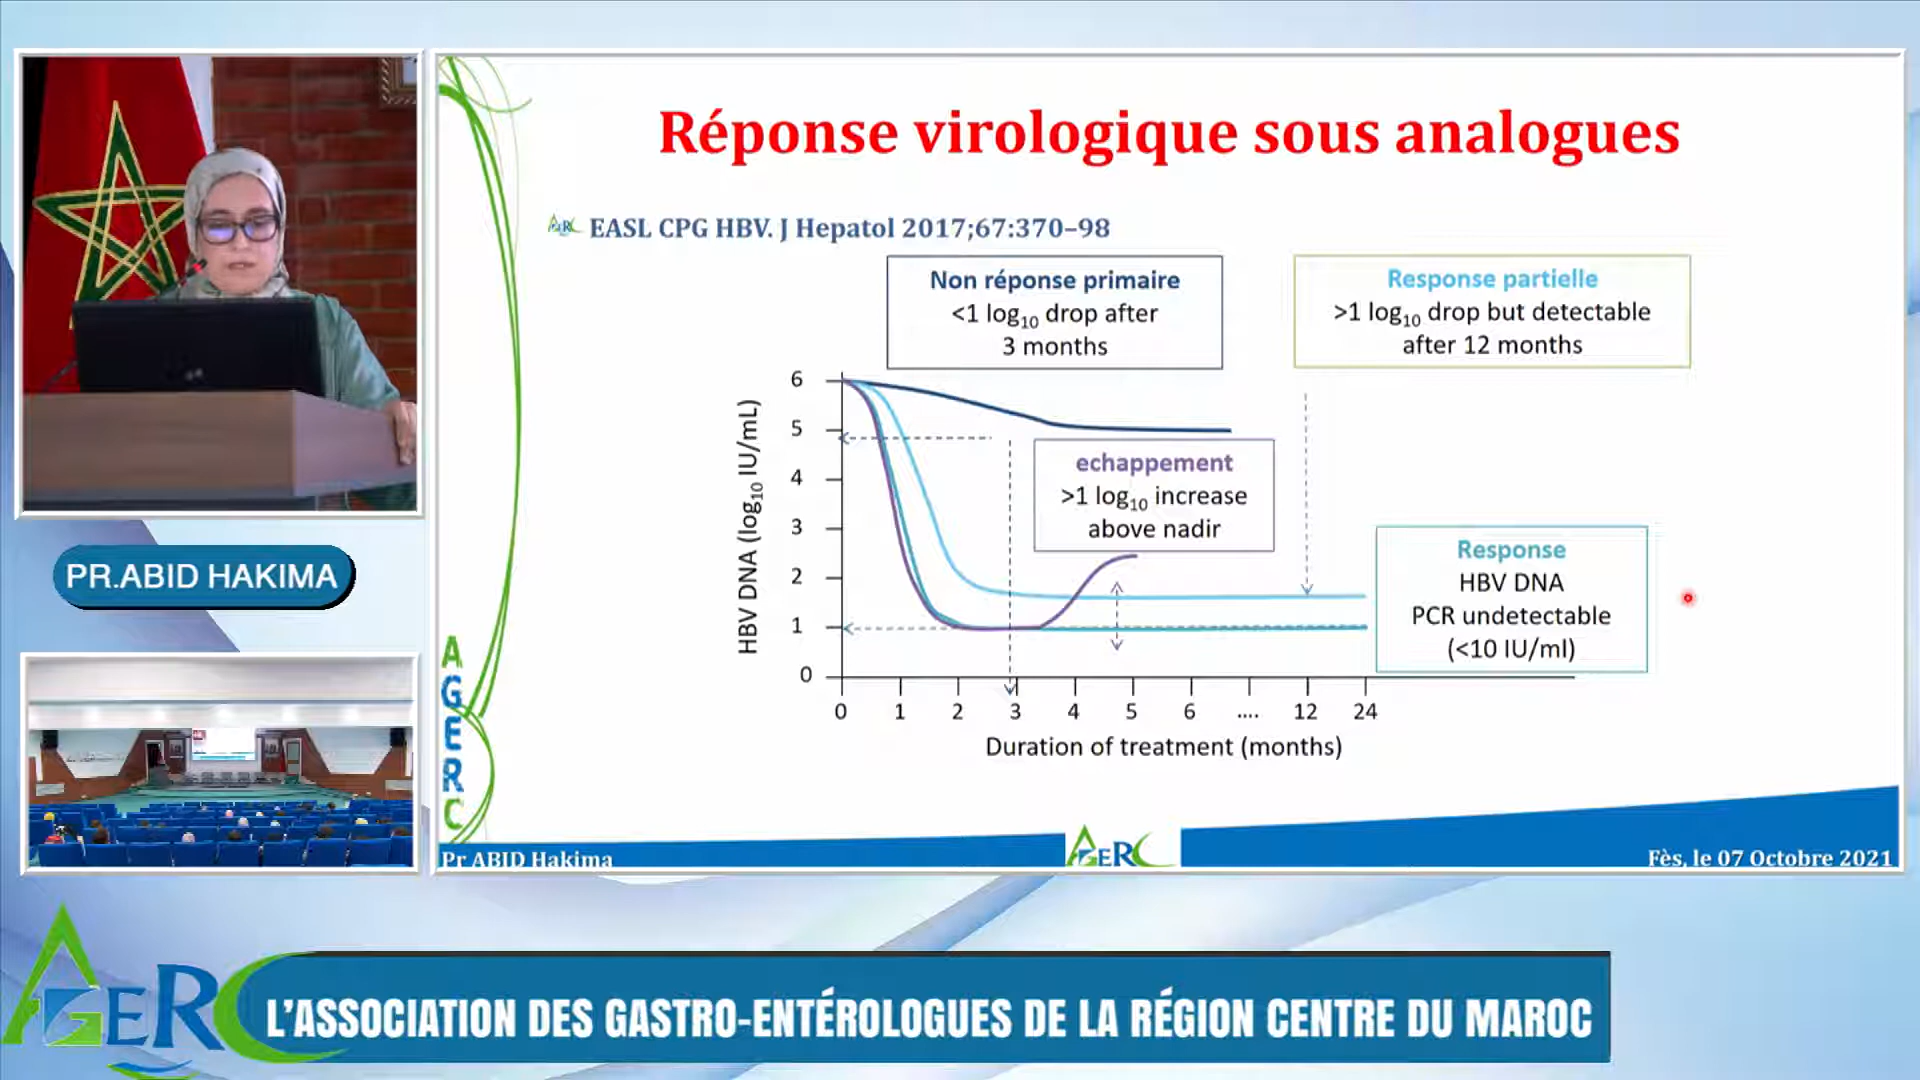 Réponse virologique sous analogues
AGERC EASL CPG HBV. J Hepatol 2017;67:370–98
Non réponse primaire
<1 log₁₀ drop after
3 months
Response partielle
>1 log₁₀ drop but detectable
after 12 months
echappement
>1 log₁₀ increase
above nadir
Response
HBV DNA
PCR undetectable
(<10 IU/ml)
HBV DNA (log₁₀ IU/mL)
6
5
4
3
2
1
0
0 1 2 3 4 5 6 .... 12 24
Duration of treatment (months)
AGERC
Pr ABID Hakima
AGERC
Fès, le 07 Octobre 2021
PR.ABID HAKIMA
AGERC
L'ASSOCIATION DES GASTRO-ENTÉROLOGUES DE LA RÉGION CENTRE DU MAROC